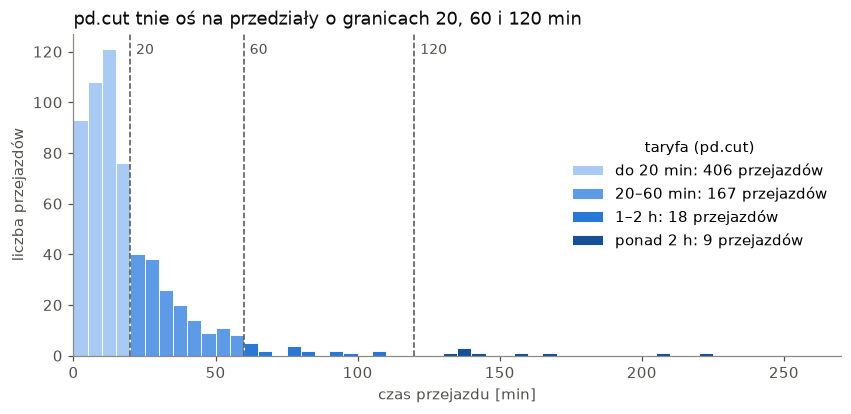 pd.cut tnie oś na przedziały o granicach 20, 60 i 120 min
20
60
120
liczba przejazdów
120
100
80
60
40
20
0
taryfa (pd.cut)
do 20 min: 406 przejazdów
20–60 min: 167 przejazdów
1–2 h: 18 przejazdów
ponad 2 h: 9 przejazdów
0
50
100
150
200
250
czas przejazdu [min]